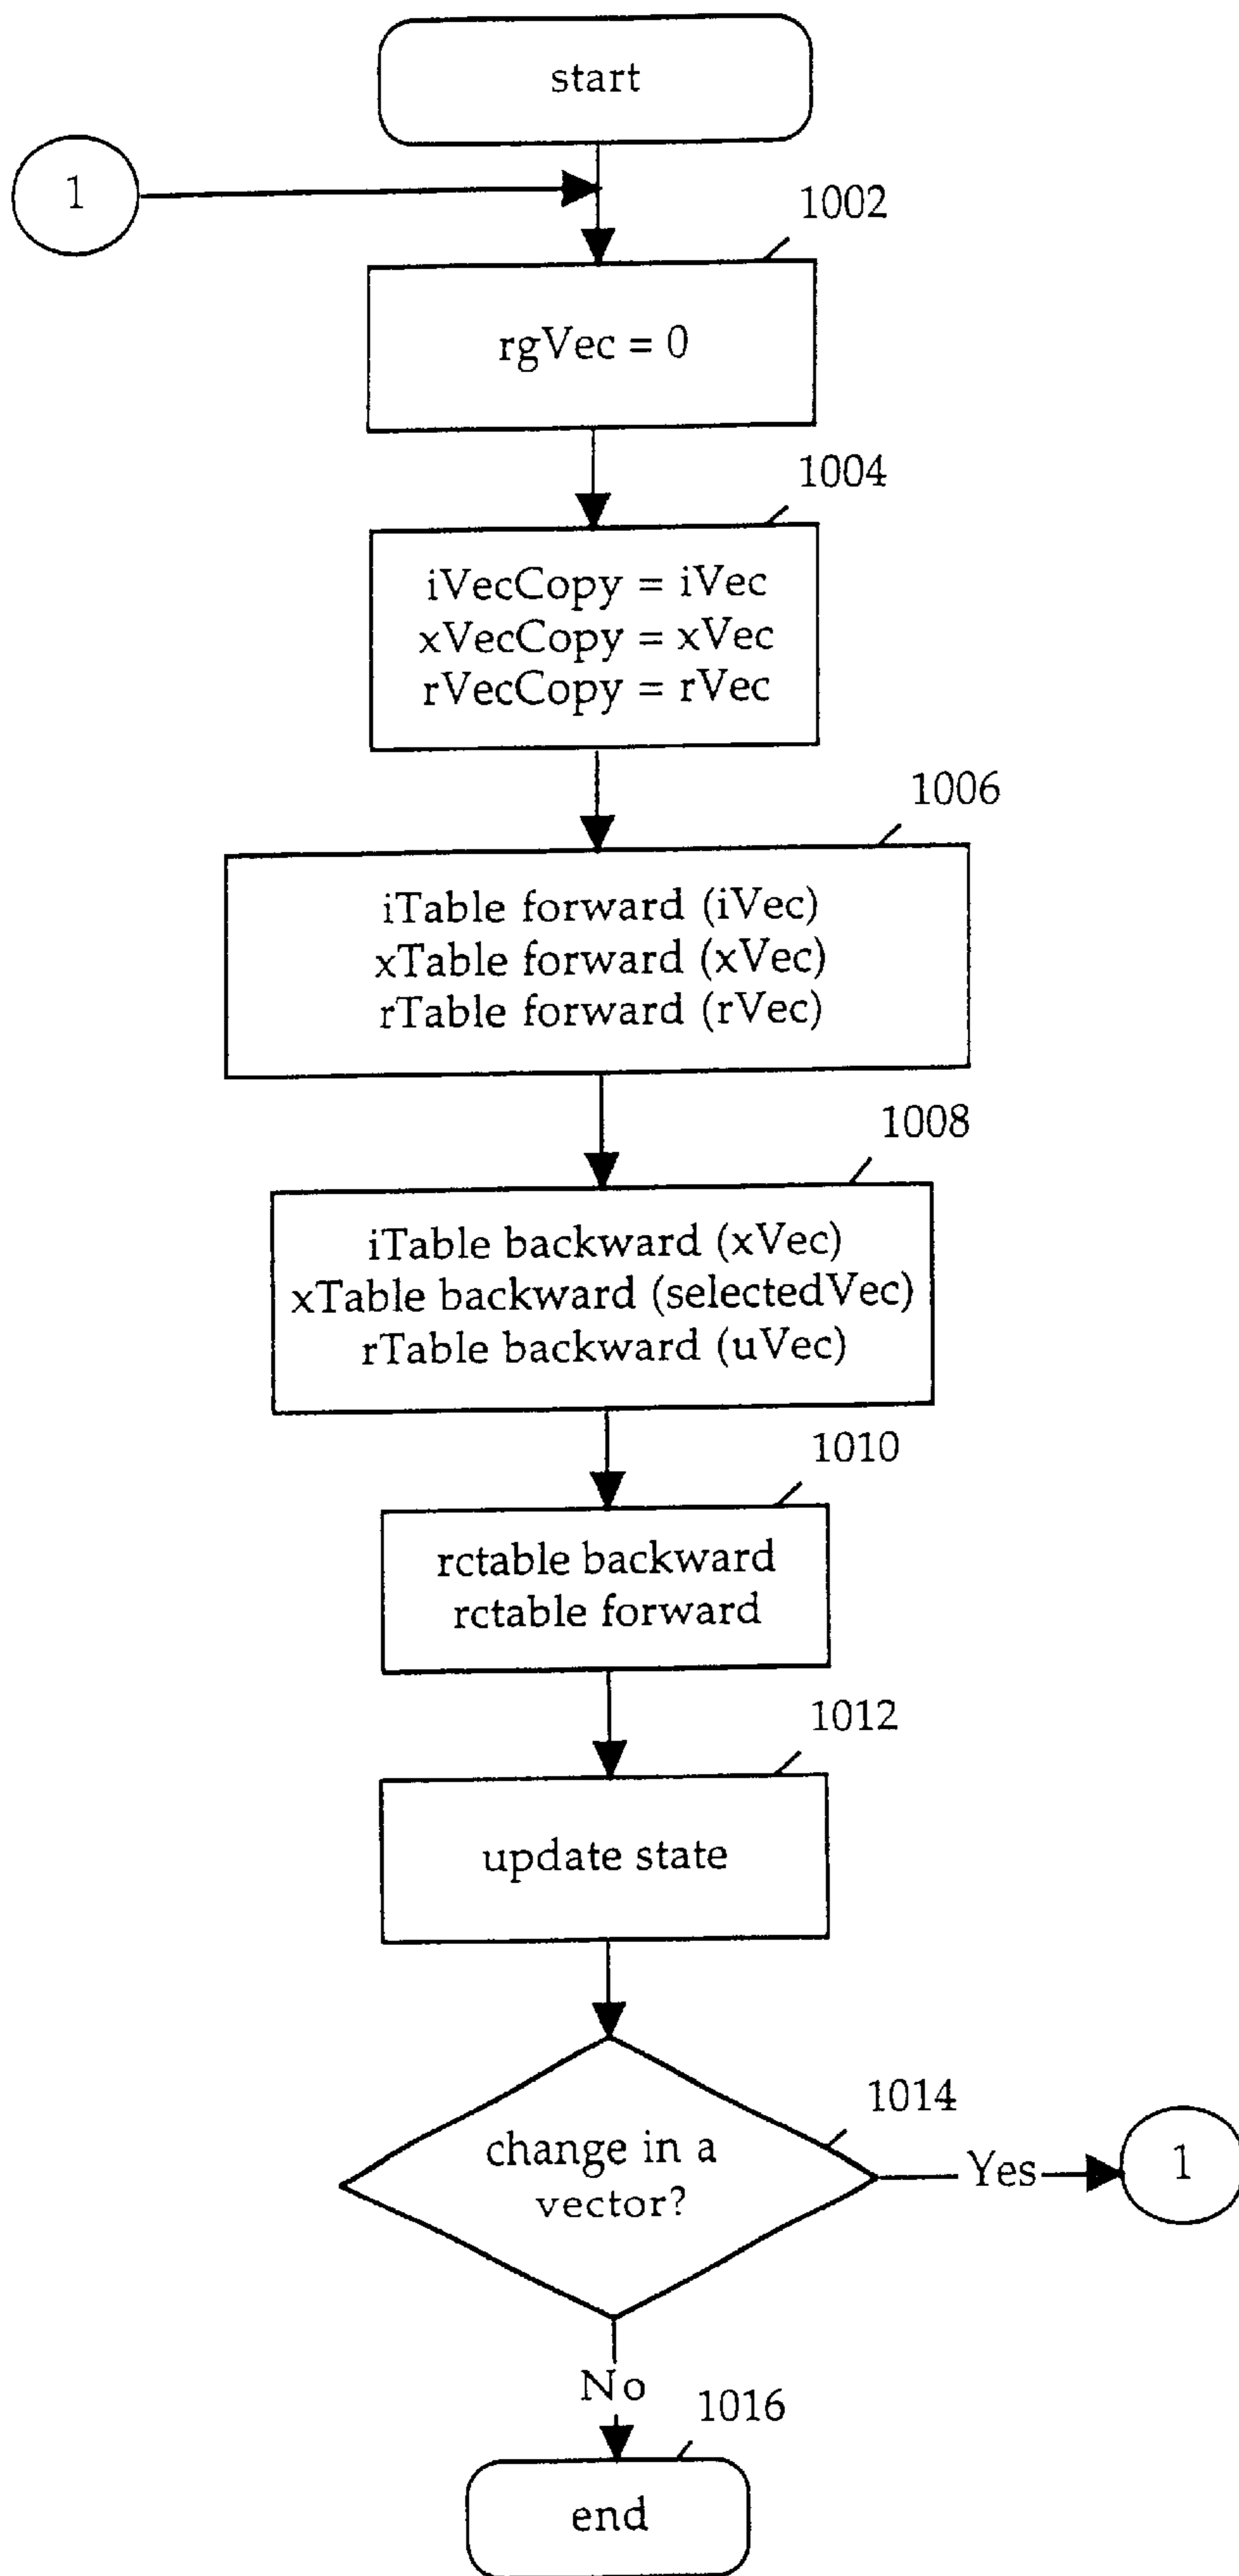 start
1
1002
rgVec = 0
1004
iVecCopy = iVec
xVecCopy = xVec
rVecCopy = rVec
1006
iTable forward (iVec)
xTable forward (xVec)
rTable forward (rVec)
1008
iTable backward (xVec)
xTable backward (selectedVec)
rTable backward (uVec)
1010
rctable backward
rctable forward
1012
update state
1014
change in a
vector?
Yes
1
No
1016
end